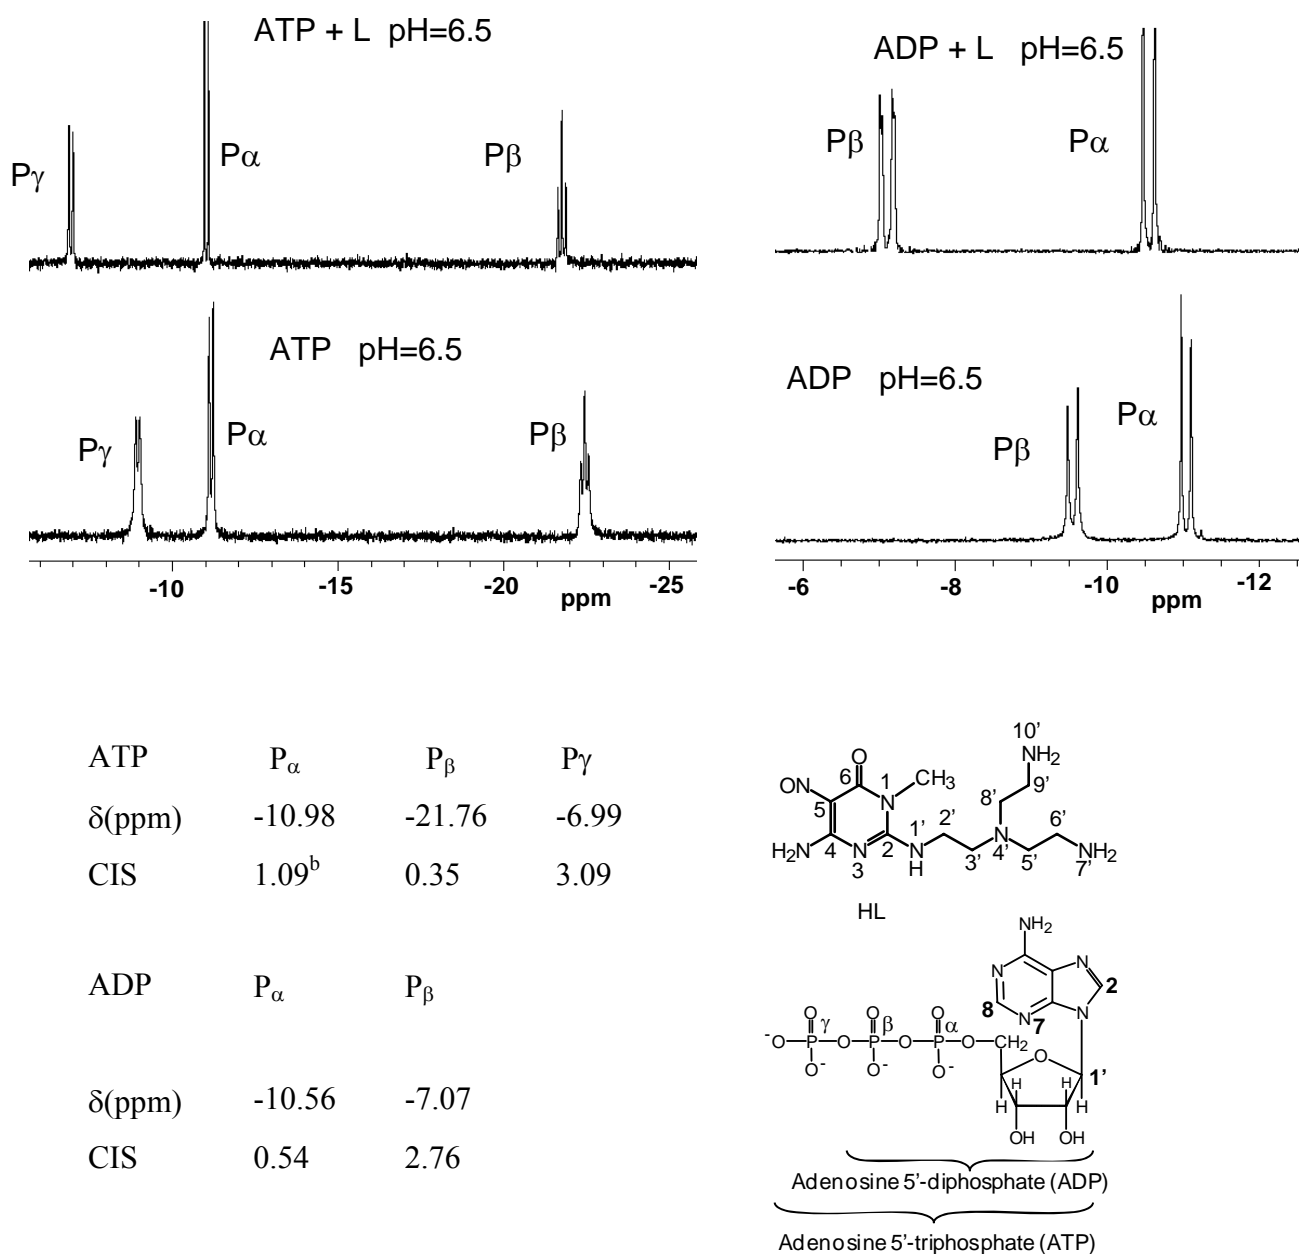 ATP + L pH=6.5
Pγ
Pα
Pβ
ATP pH=6.5
Pγ
Pα
Pβ
-10
-15
-20
-25
ppm
ADP + L pH=6.5
Pβ
Pα
ADP pH=6.5
Pβ
Pα
-6
-8
-10
-12
ppm
ATP Pα Pβ Pγ
δ(ppm) -10.98 -21.76 -6.99
CIS 1.09ᵇ 0.35 3.09
ADP Pα Pβ
δ(ppm) -10.56 -7.07
CIS 0.54 2.76
10'
NH₂
9'
O
6
1
CH₃
8'
ON
5
N
1'
2'
N
4'
6'
H₂N
4
N
3
2
N
H
3'
5'
NH₂
7'
HL
NH₂
N
N
2
8
N
7
N
O
γ
O
β
O
α
⁻O
P
O
P
O
P
O
CH₂
O⁻
O⁻
O⁻
O
1'
H
H
H
H
OH
OH
Adenosine 5'-diphosphate (ADP)
Adenosine 5'-triphosphate (ATP)